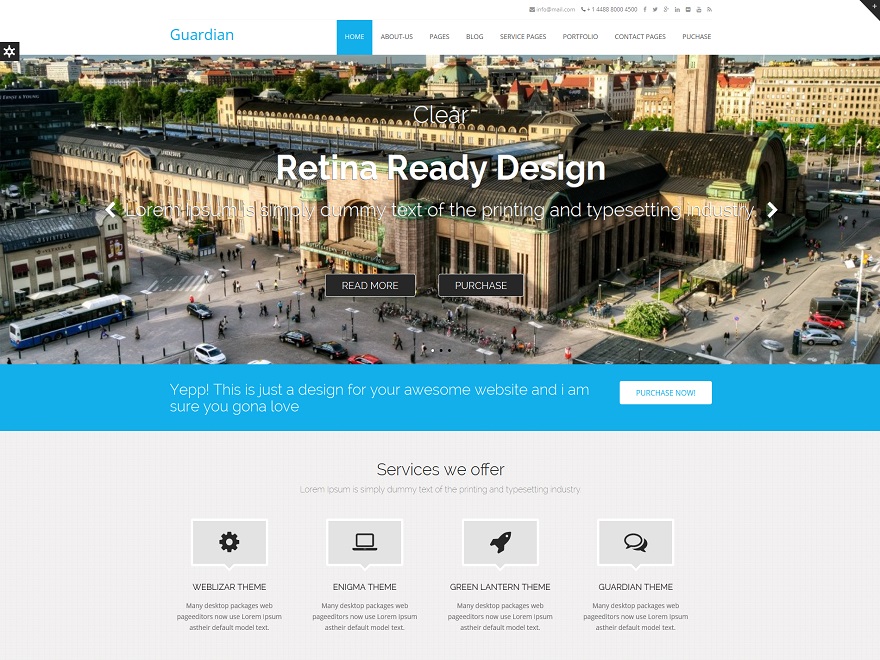 info@mail.com + 1 4488 8000 4500
Guardian
HOME ABOUT-US PAGES BLOG SERVICE PAGES PORTFOLIO CONTACT PAGES PUCHASE
Clear
Retina Ready Design
Lorem Ipsum is simply dummy text of the printing and typesetting industry.
READ MORE PURCHASE
Yepp! This is just a design for your awesome website and i am
sure you gona love
PURCHASE NOW!
Services we offer
Lorem Ipsum is simply dummy text of the printing and typesetting industry.
WEBLIZAR THEME
Many desktop packages web
pageeditors now use Lorem Ipsum
astheir default model text.
ENIGMA THEME
Many desktop packages web
pageeditors now use Lorem Ipsum
astheir default model text.
GREEN LANTERN THEME
Many desktop packages web
pageeditors now use Lorem Ipsum
astheir default model text.
GUARDIAN THEME
Many desktop packages web
pageeditors now use Lorem Ipsum
astheir default model text.